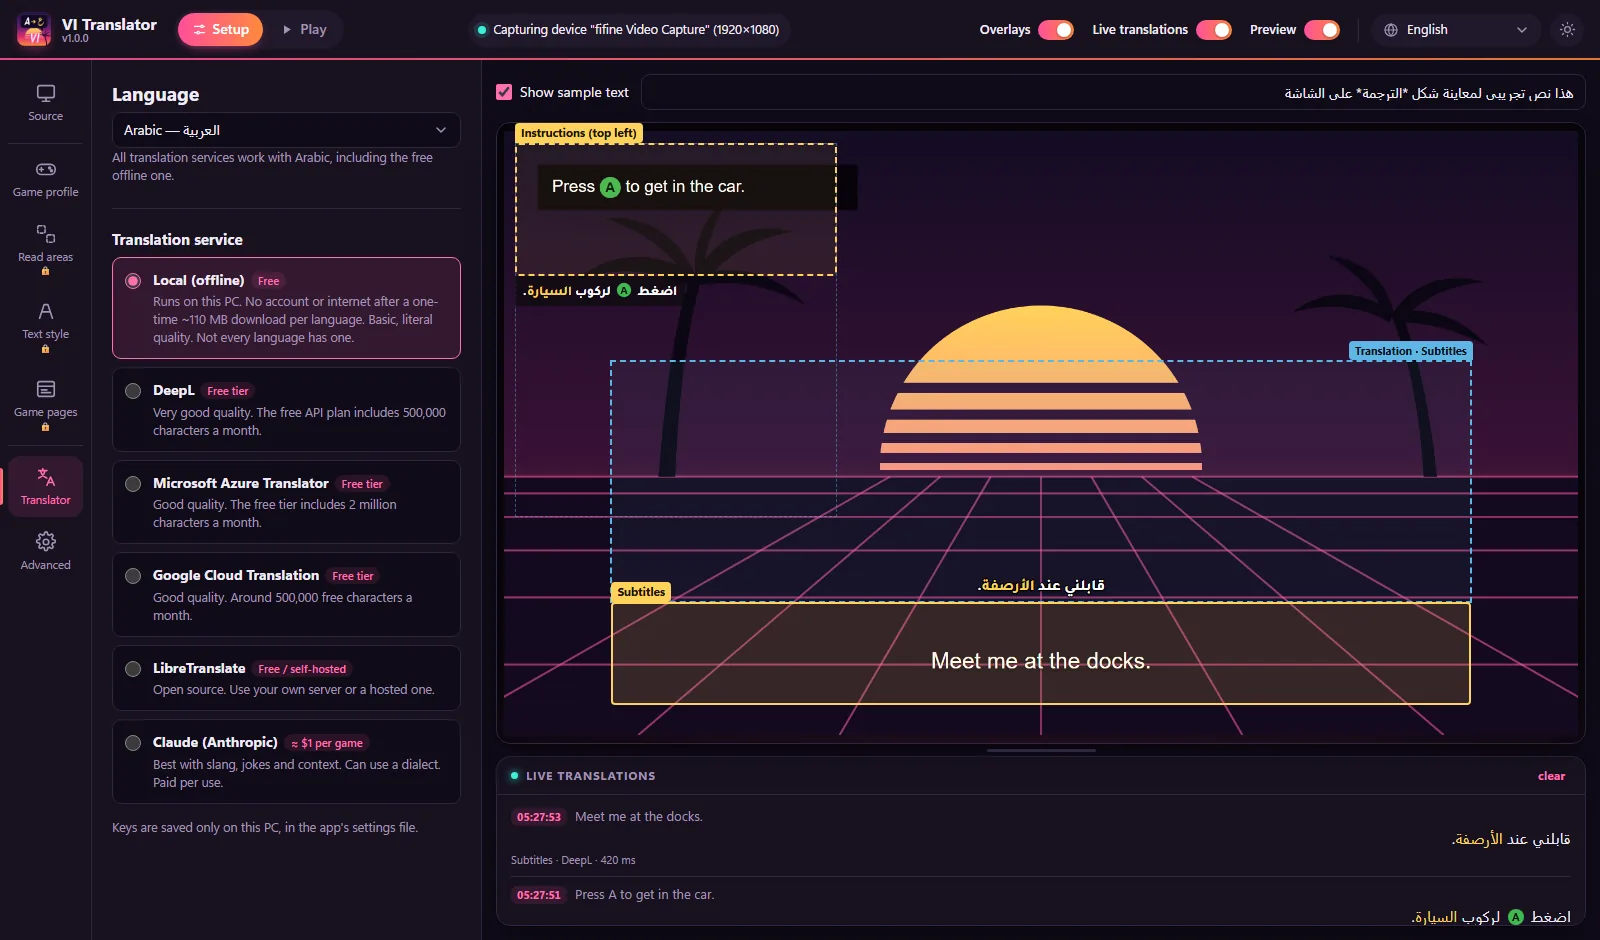 VI Translator
v1.0.0
Setup
Play
Capturing device "fifine Video Capture" (1920×1080)
Overlays
Live translations
Preview
English
Source
Game profile
Read areas
Text style
Game pages
Translator
Advanced
Language
Arabic — العربية
All translation services work with Arabic, including the free
offline one.
Translation service
Local (offline) Free
Runs on this PC. No account or internet after a one-
time ~110 MB download per language. Basic, literal
quality. Not every language has one.
DeepL Free tier
Very good quality. The free API plan includes 500,000
characters a month.
Microsoft Azure Translator Free tier
Good quality. The free tier includes 2 million
characters a month.
Google Cloud Translation Free tier
Good quality. Around 500,000 free characters a
month.
LibreTranslate Free / self-hosted
Open source. Use your own server or a hosted one.
Claude (Anthropic) ≈ $1 per game
Best with slang, jokes and context. Can use a dialect.
Paid per use.
Keys are saved only on this PC, in the app's settings file.
Show sample text
هذا نص تجريبي لمعاينة شكل *الترجمة* على الشاشة
Instructions (top left)
Press A to get in the car.
اضغط A لركوب السيارة.
Translation · Subtitles
قابلني عند الأرصفة.
Subtitles
Meet me at the docks.
LIVE TRANSLATIONS
clear
05:27:53 Meet me at the docks.
قابلني عند الأرصفة.
Subtitles · DeepL · 420 ms
05:27:51 Press A to get in the car.
اضغط A لركوب السيارة.